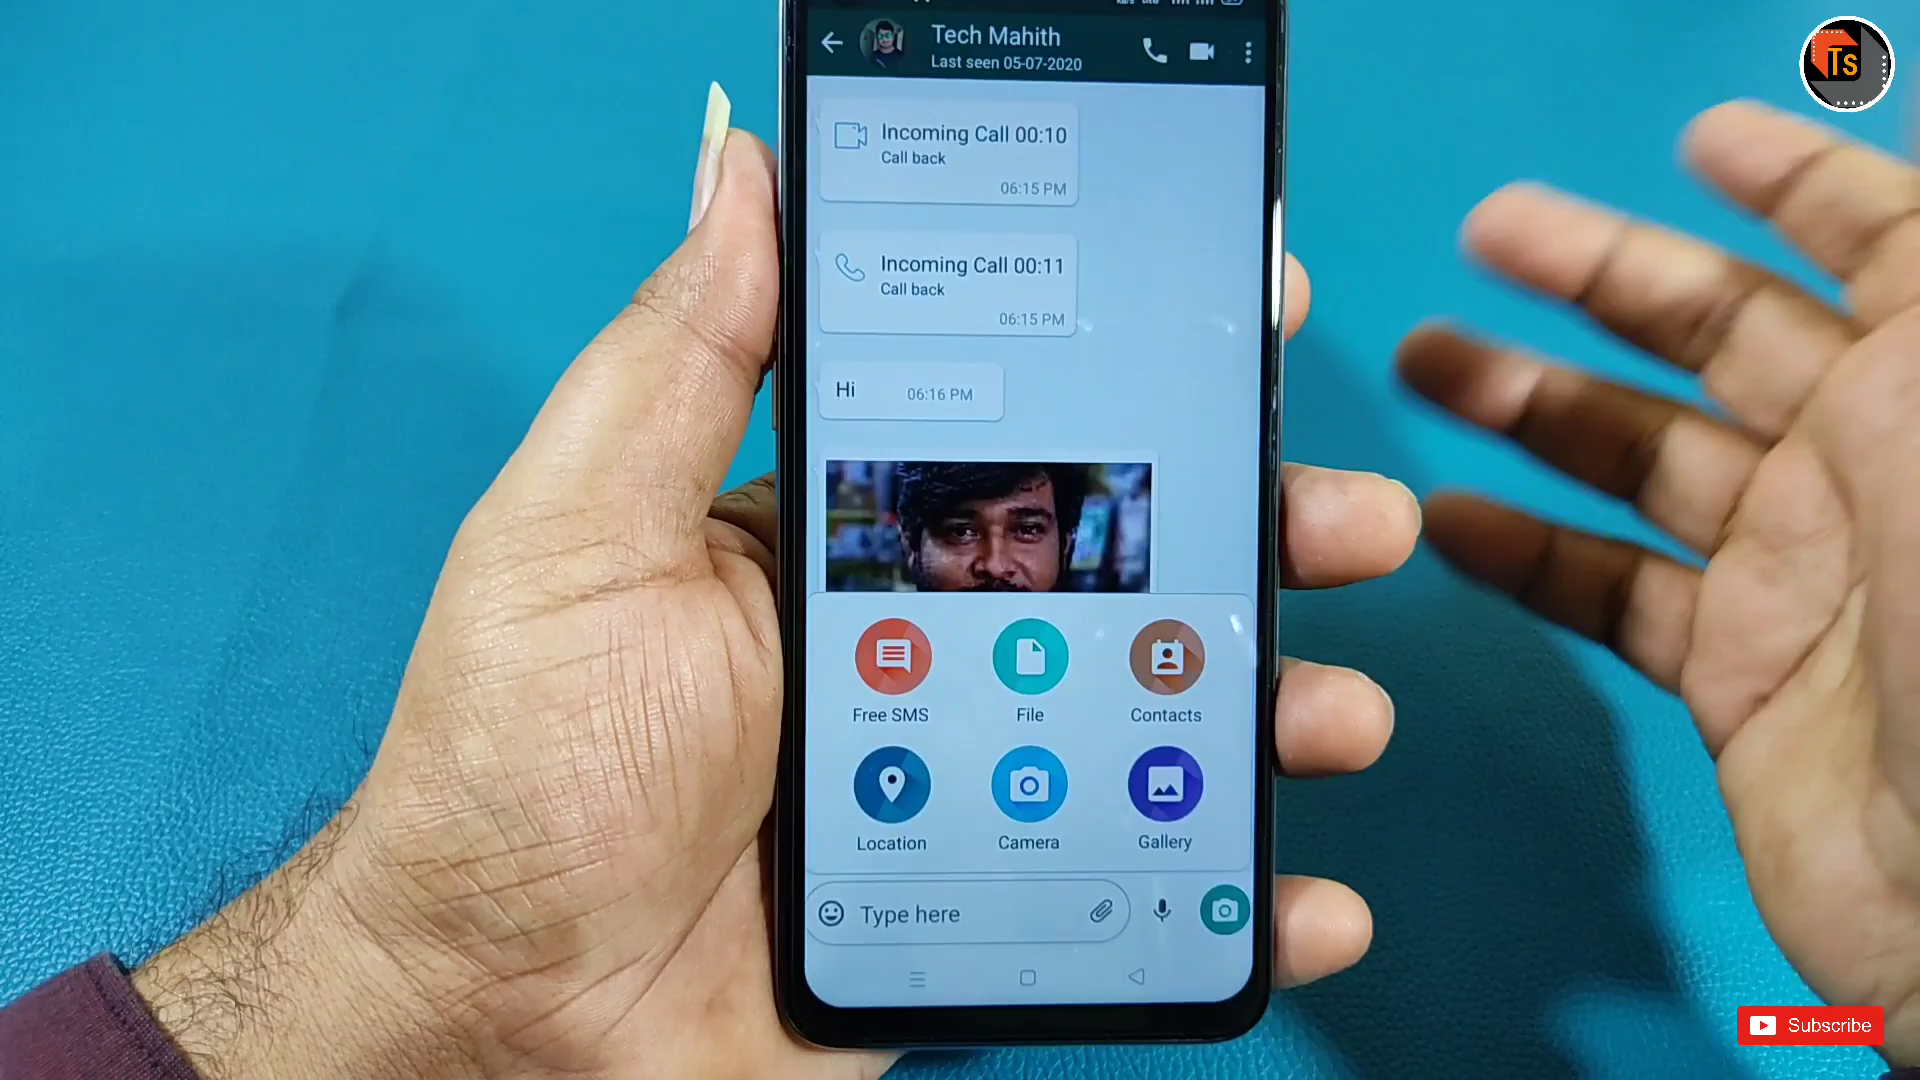 Tech Mahith
Last seen 05-07-2020
Ts
Incoming Call 00:10
Call back
06:15 PM
Incoming Call 00:11
Call back
06:15 PM
Hi 06:16 PM
Free SMS File Contacts
Location Camera Gallery
Type here
Subscribe